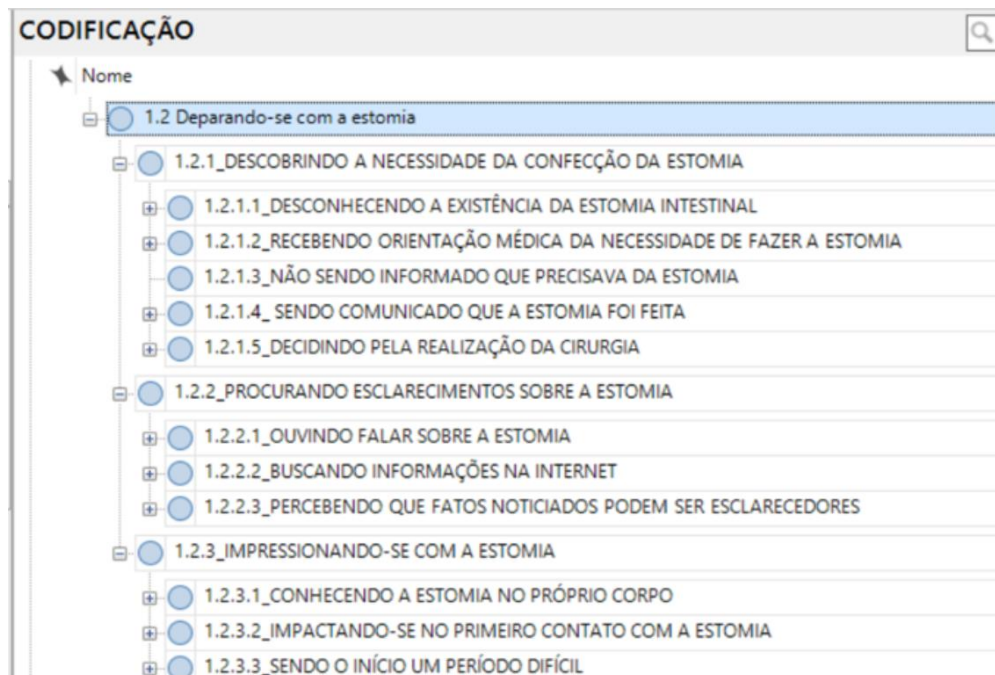 CODIFICAÇÃO
Nome
1.2 Deparando-se com a estomia
1.2.1_DESCOBRINDO A NECESSIDADE DA CONFECÇÃO DA ESTOMIA
1.2.1.1_DESCONHECENDO A EXISTÊNCIA DA ESTOMIA INTESTINAL
1.2.1.2_RECEBENDO ORIENTAÇÃO MÉDICA DA NECESSIDADE DE FAZER A ESTOMIA
1.2.1.3_NÃO SENDO INFORMADO QUE PRECISAVA DA ESTOMIA
1.2.1.4_ SENDO COMUNICADO QUE A ESTOMIA FOI FEITA
1.2.1.5_DECIDINDO PELA REALIZAÇÃO DA CIRURGIA
1.2.2_PROCURANDO ESCLARECIMENTOS SOBRE A ESTOMIA
1.2.2.1_OUVINDO FALAR SOBRE A ESTOMIA
1.2.2.2_BUSCANDO INFORMAÇÕES NA INTERNET
1.2.2.3_PERCEBENDO QUE FATOS NOTICIADOS PODEM SER ESCLARECEDORES
1.2.3_IMPRESSIONANDO-SE COM A ESTOMIA
1.2.3.1_CONHECENDO A ESTOMIA NO PRÓPRIO CORPO
1.2.3.2_IMPACTANDO-SE NO PRIMEIRO CONTATO COM A ESTOMIA
1.2.3.3_SENDO O INÍCIO UM PERÍODO DIFÍCIL